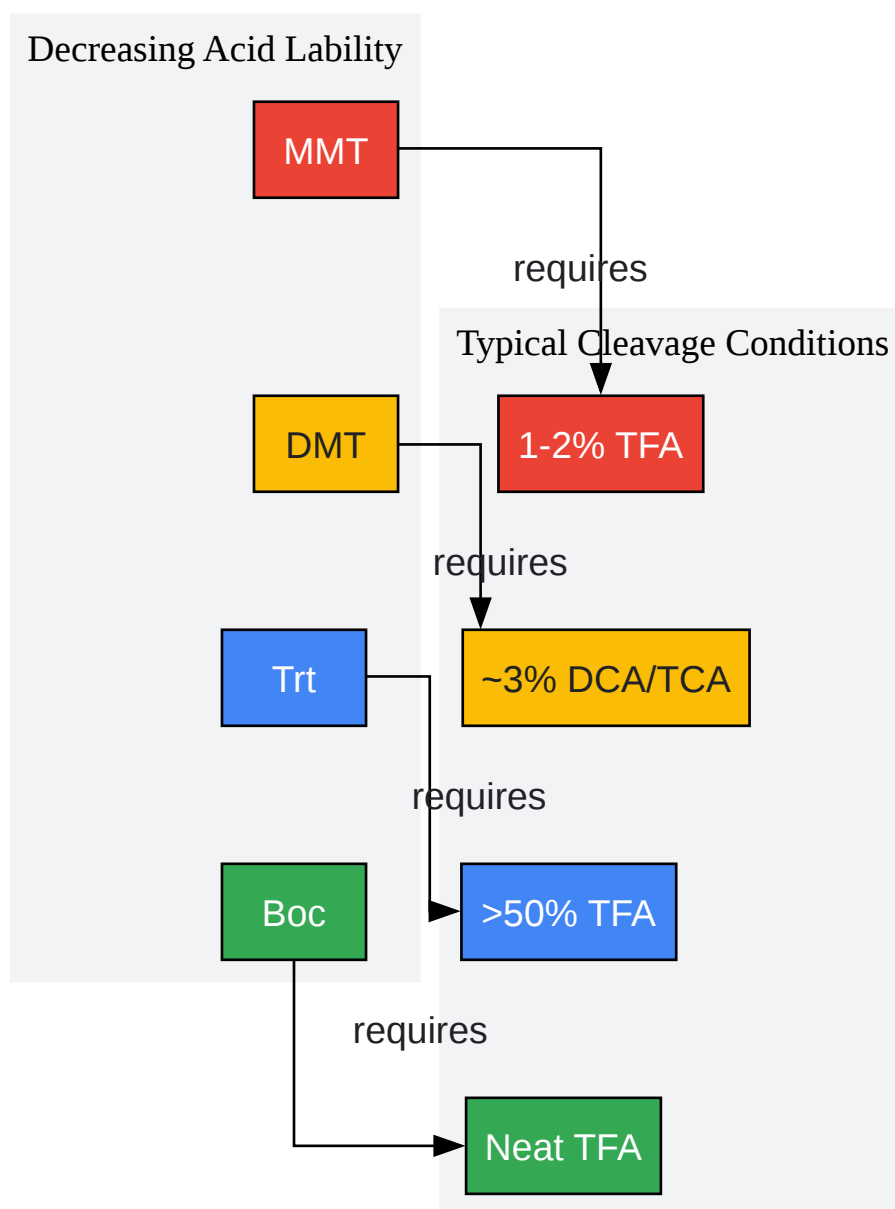 Decreasing Acid Lability
MMT
requires
Typical Cleavage Conditions
DMT
1-2% TFA
requires
Trt
~3% DCA/TCA
requires
Boc
>50% TFA
requires
Neat TFA